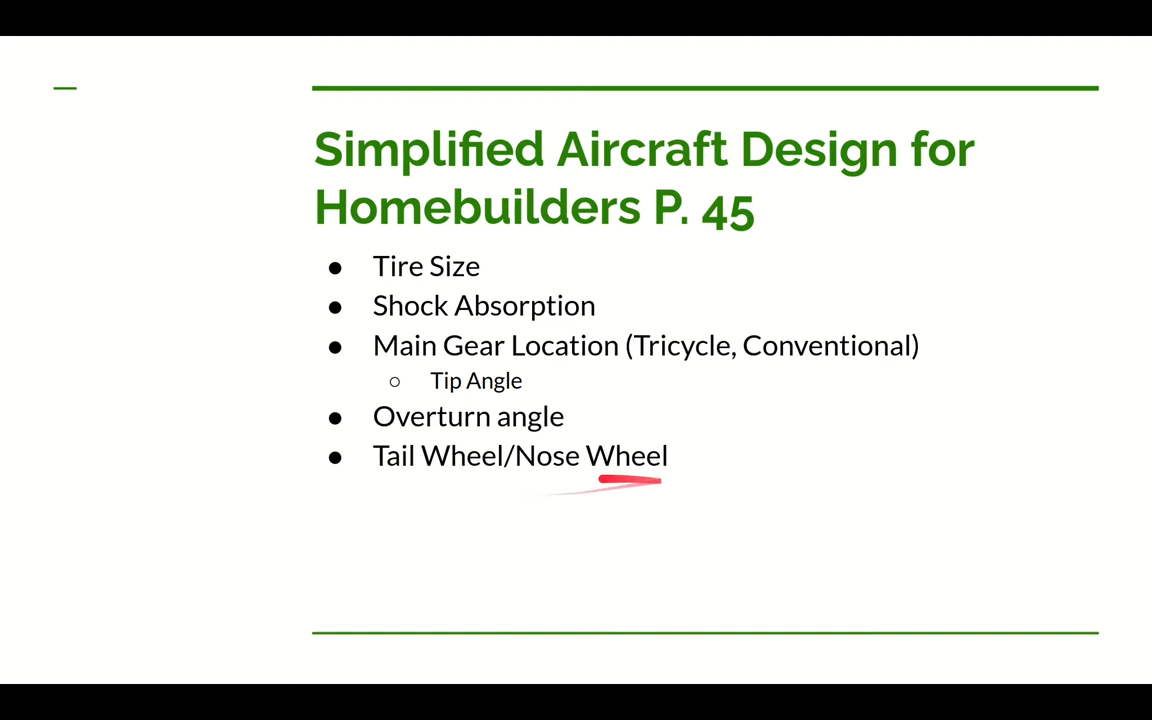 Simplified Aircraft Design for
Homebuilders P. 45
● Tire Size
● Shock Absorption
● Main Gear Location (Tricycle, Conventional)
○ Tip Angle
● Overturn angle
● Tail Wheel/Nose Wheel